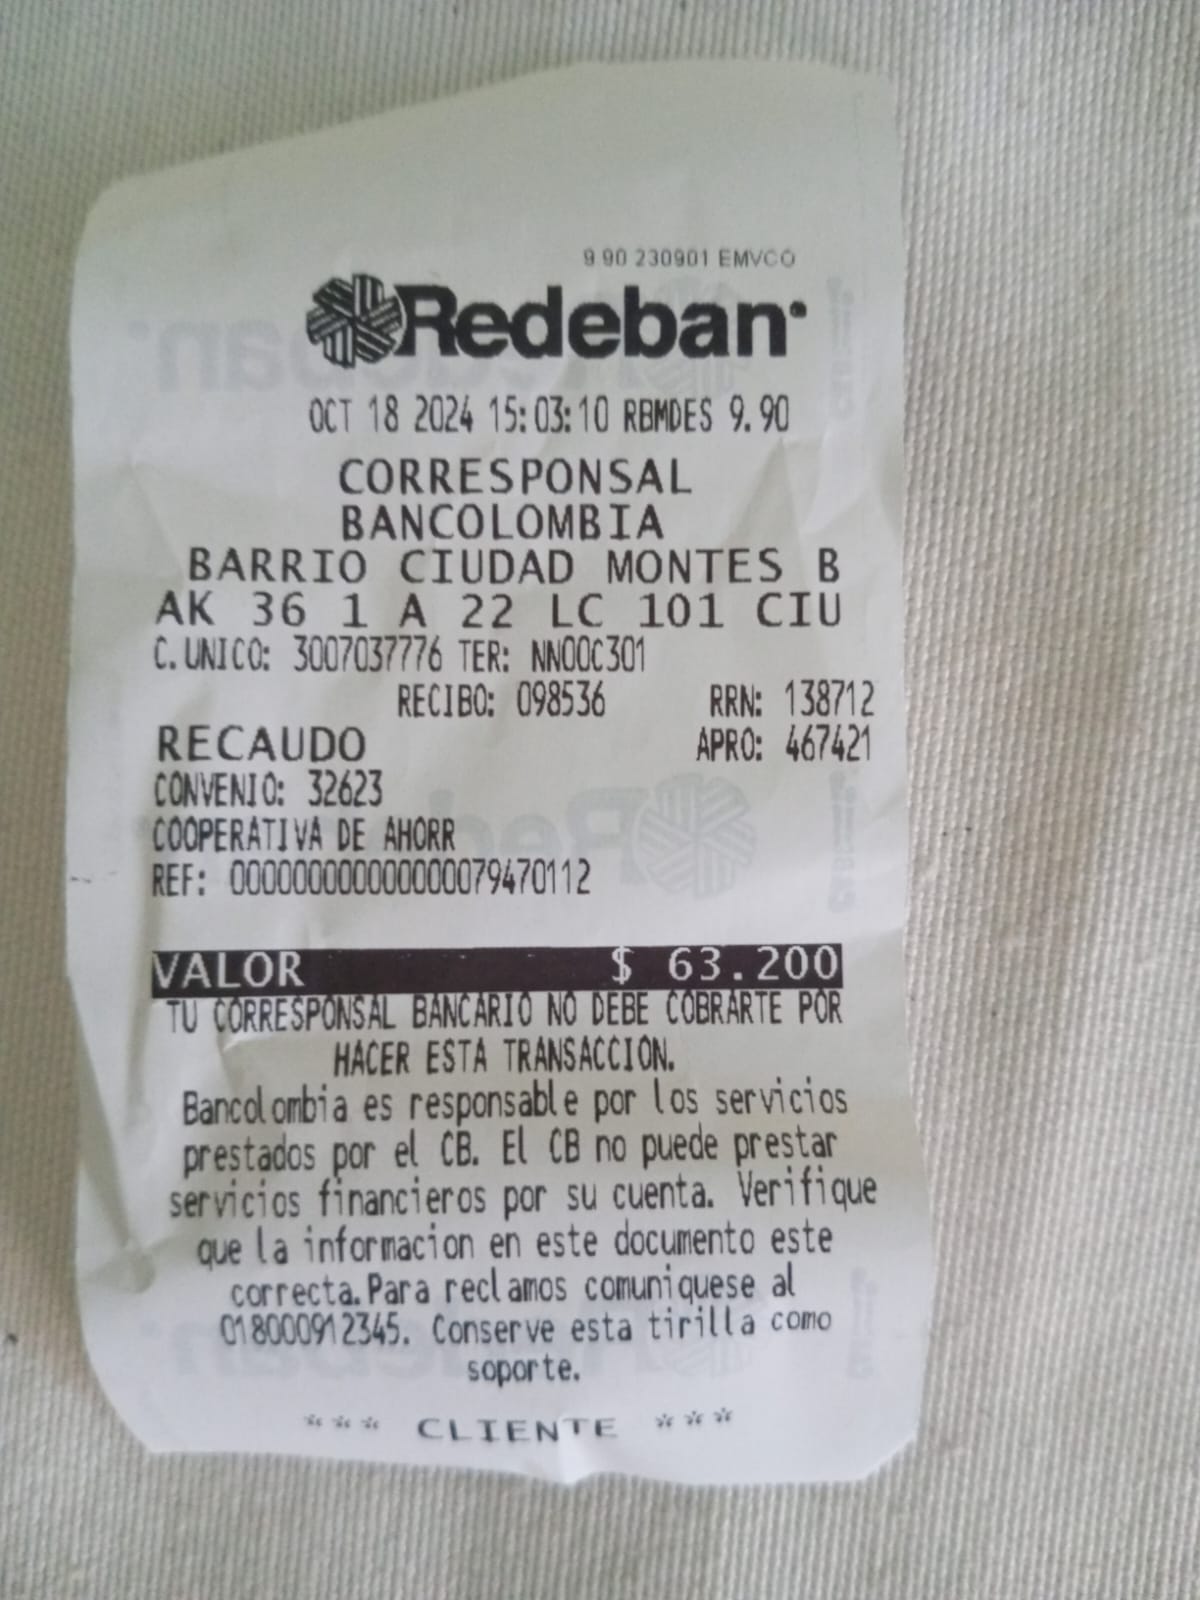 9.90 230901 EMVCO
Redeban
OCT 18 2024 15:03:10 RBMDES 9.90
CORRESPONSAL
BANCOLOMBIA
BARRIO CIUDAD MONTES B
AK 36 1 A 22 LC 101 CIU
C.UNICO: 3007037776 TER: NN00C301
RECIBO: 098536 RRN: 138712
RECAUDO APRO: 467421
CONVENIO: 32623
COOPERATIVA DE AHORR
REF: 0000000000000000079470112
VALOR $ 63.200
TU CORRESPONSAL BANCARIO NO DEBE COBRARTE POR
HACER ESTA TRANSACCION.
Bancolombia es responsable por los servicios
prestados por el CB. El CB no puede prestar
servicios financieros por su cuenta. Verifique
que la informacion en este documento este
correcta.Para reclamos comuniquese al
018000912345. Conserve esta tirilla como
soporte.
*** CLIENTE ***